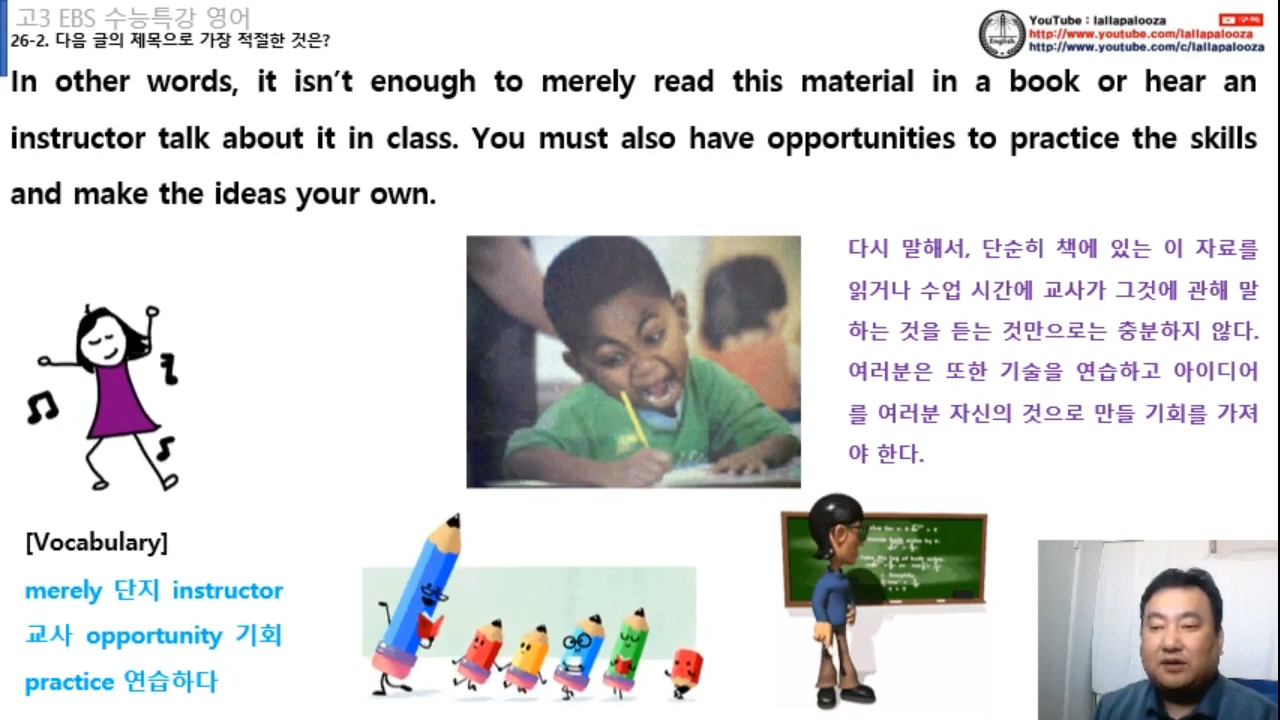 고3 EBS 수능특강 영어
26-2. 다음 글의 제목으로 가장 적절한 것은?
YouTube : lallapalooza
구독
http://www.youtube.com/lallapalooza
http://www.youtube.com/c/lallapalooza
English
In other words, it isn't enough to merely read this material in a book or hear an
instructor talk about it in class. You must also have opportunities to practice the skills
and make the ideas your own.
다시 말해서, 단순히 책에 있는 이 자료를
읽거나 수업 시간에 교사가 그것에 관해 말
하는 것을 듣는 것만으로는 충분하지 않다.
여러분은 또한 기술을 연습하고 아이디어
를 여러분 자신의 것으로 만들 기회를 가져
야 한다.
[Vocabulary]
merely 단지 instructor
교사 opportunity 기회
practice 연습하다